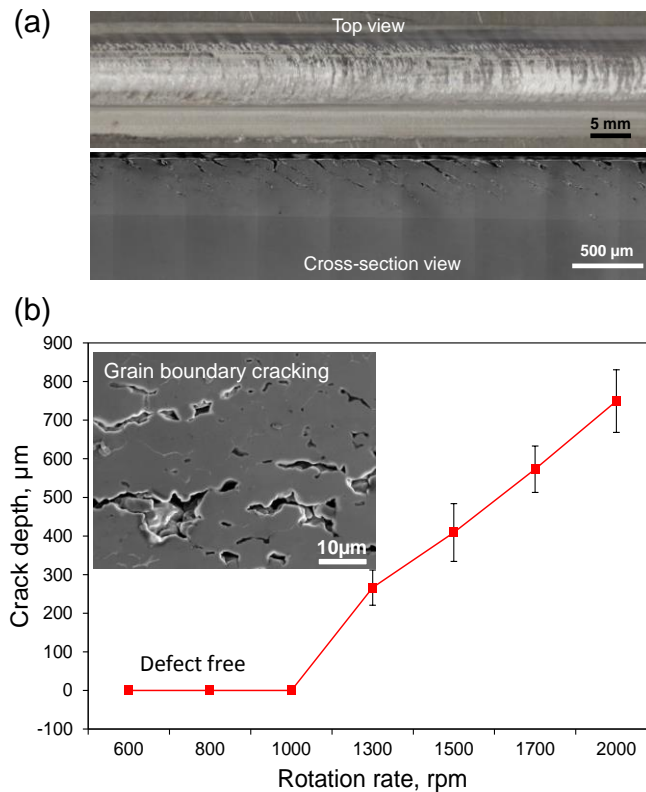 (a)
Top view
5 mm
Cross-section view
500 µm
(b)
900
800
700
600
500
400
300
200
100
0
-100
Crack depth, µm
Grain boundary cracking
10µm
Defect free
600 800 1000 1300 1500 1700 2000
Rotation rate, rpm